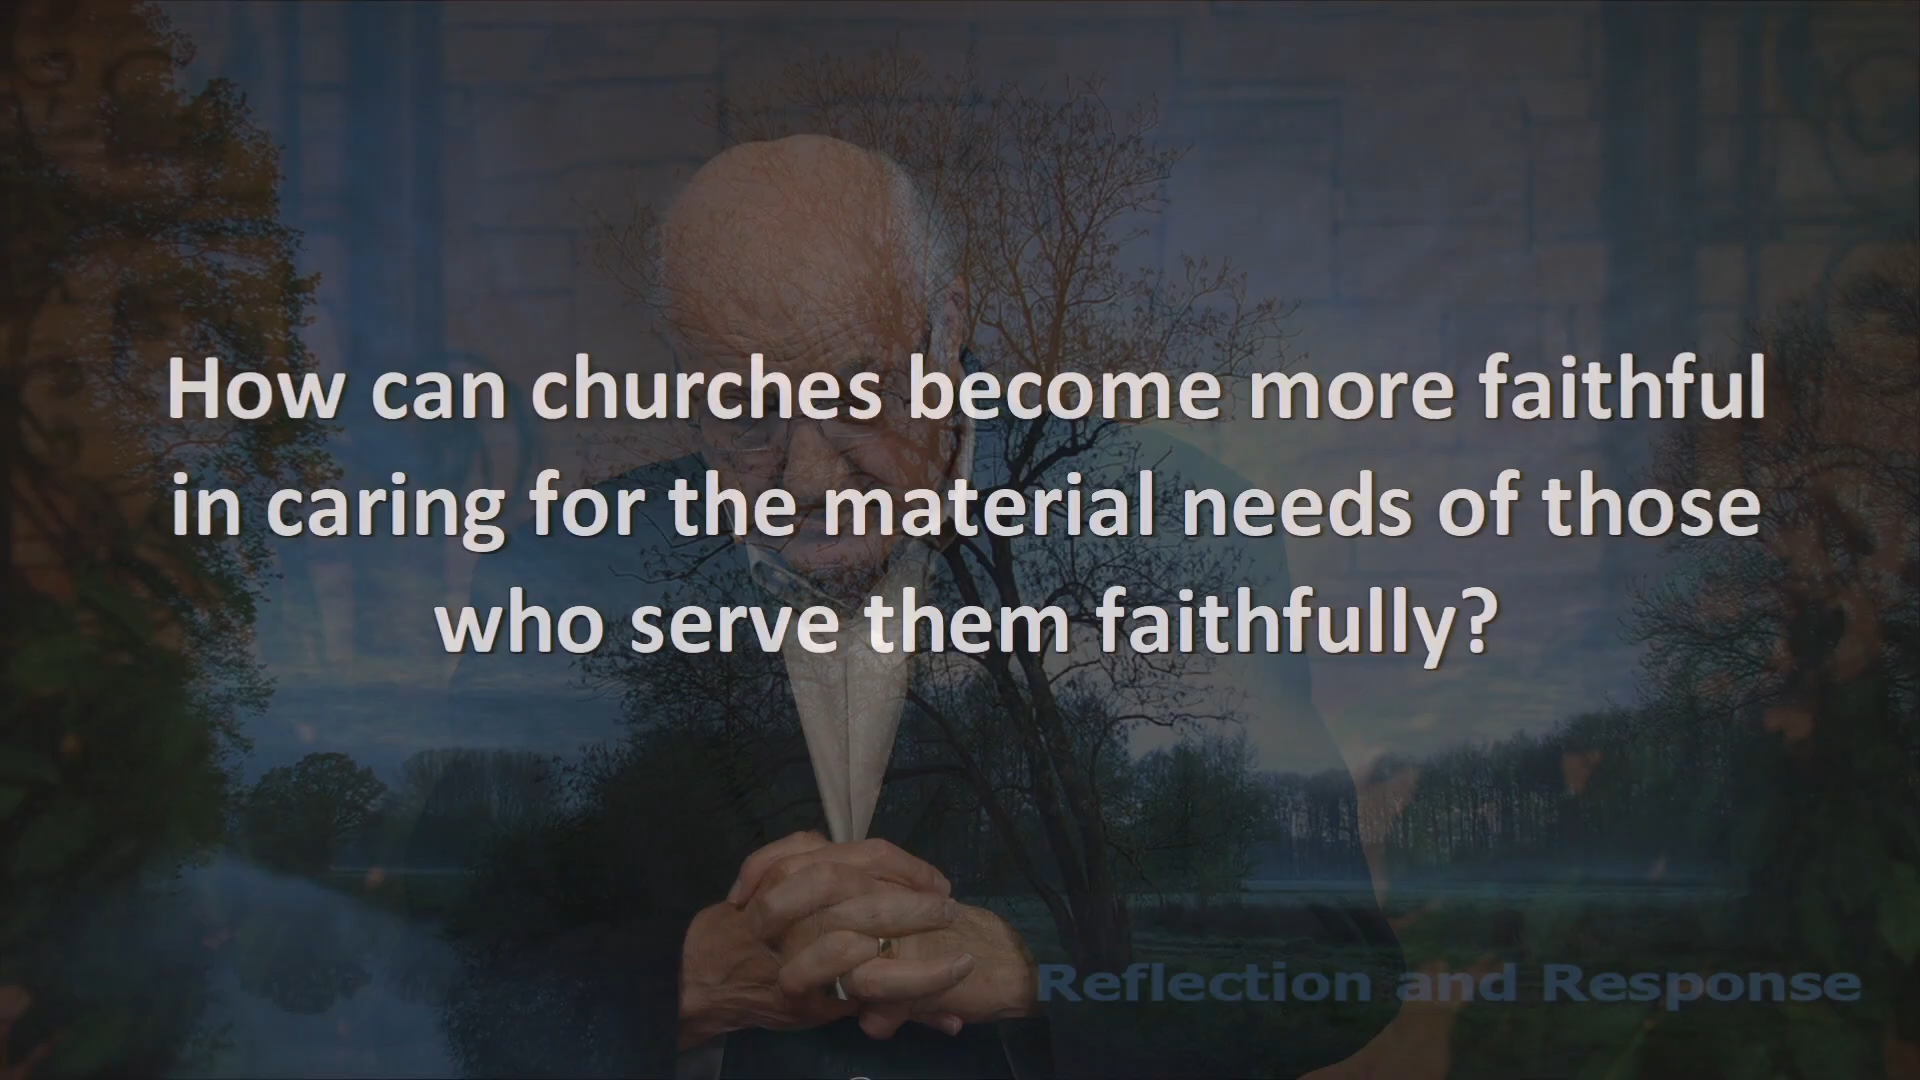 How can churches become more faithful
in caring for the material needs of those
who serve them faithfully?
Reflection and Response